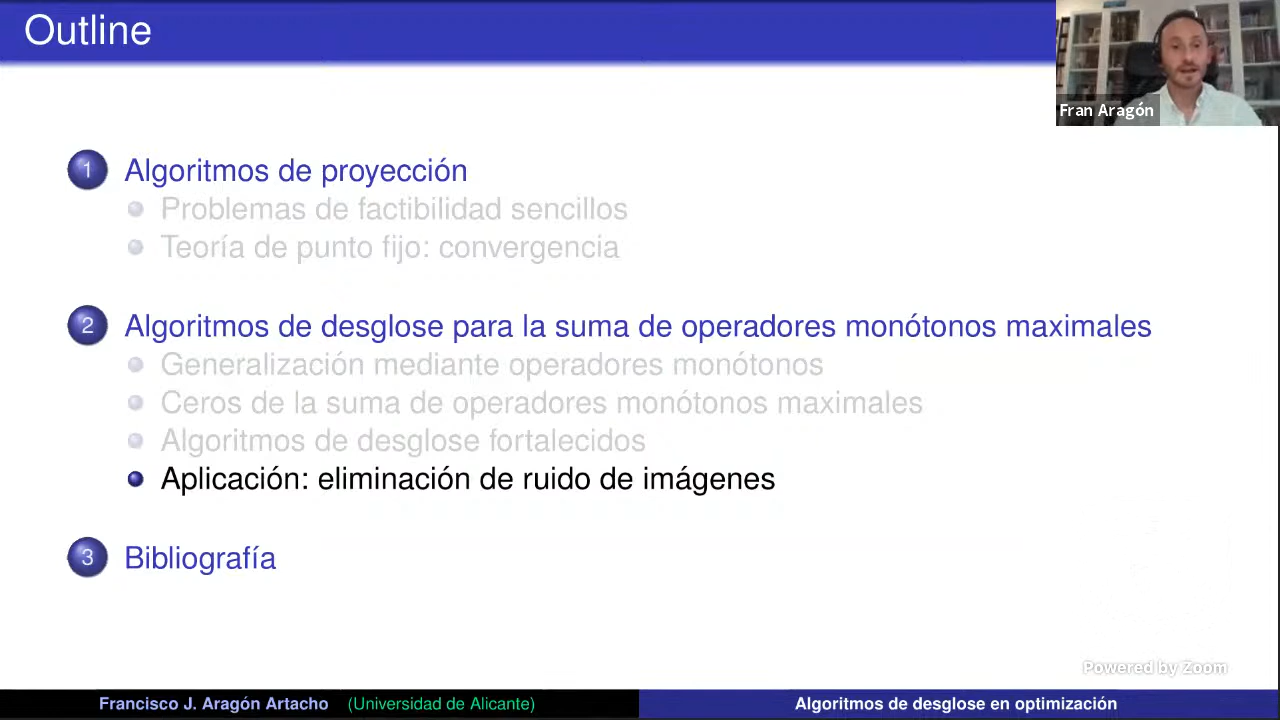 Outline
Fran Aragón
1 Algoritmos de proyección
Problemas de factibilidad sencillos
Teoría de punto fijo: convergencia
2 Algoritmos de desglose para la suma de operadores monótonos maximales
Generalización mediante operadores monótonos
Ceros de la suma de operadores monótonos maximales
Algoritmos de desglose fortalecidos
Aplicación: eliminación de ruido de imágenes
3 Bibliografía
Powered by Zoom
Francisco J. Aragón Artacho (Universidad de Alicante) Algoritmos de desglose en optimización